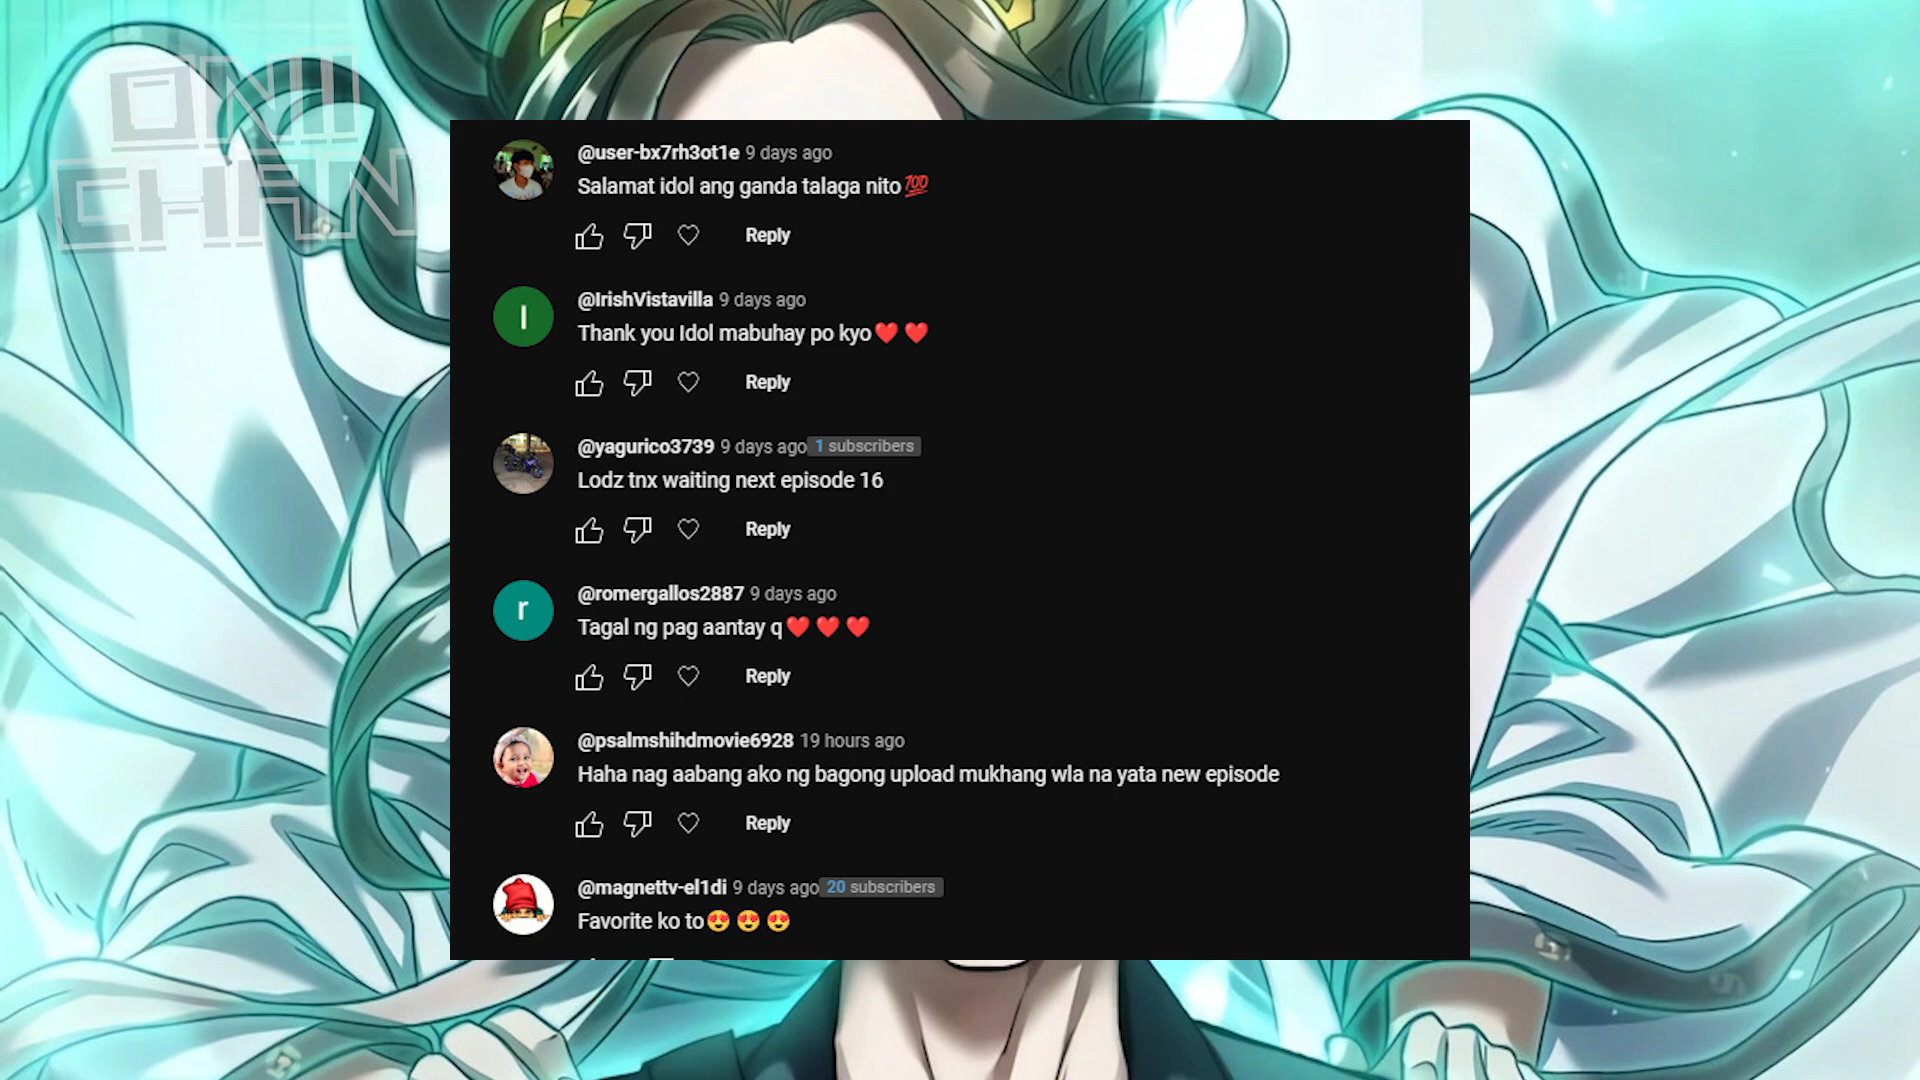 ONII
CHAN
@user-bx7rh3ot1e 9 days ago
Salamat idol ang ganda talaga nito💯
Reply
I
@IrishVistavilla 9 days ago
Thank you Idol mabuhay po kyo❤️❤️
Reply
@yagurico3739 9 days ago 1 subscribers
Lodz tnx waiting next episode 16
Reply
r
@romergallos2887 9 days ago
Tagal ng pag aantay q❤️❤️❤️
Reply
@psalmshihdmovie6928 19 hours ago
Haha nag aabang ako ng bagong upload mukhang wla na yata new episode
Reply
@magnettv-el1di 9 days ago 20 subscribers
Favorite ko to😍😍😍